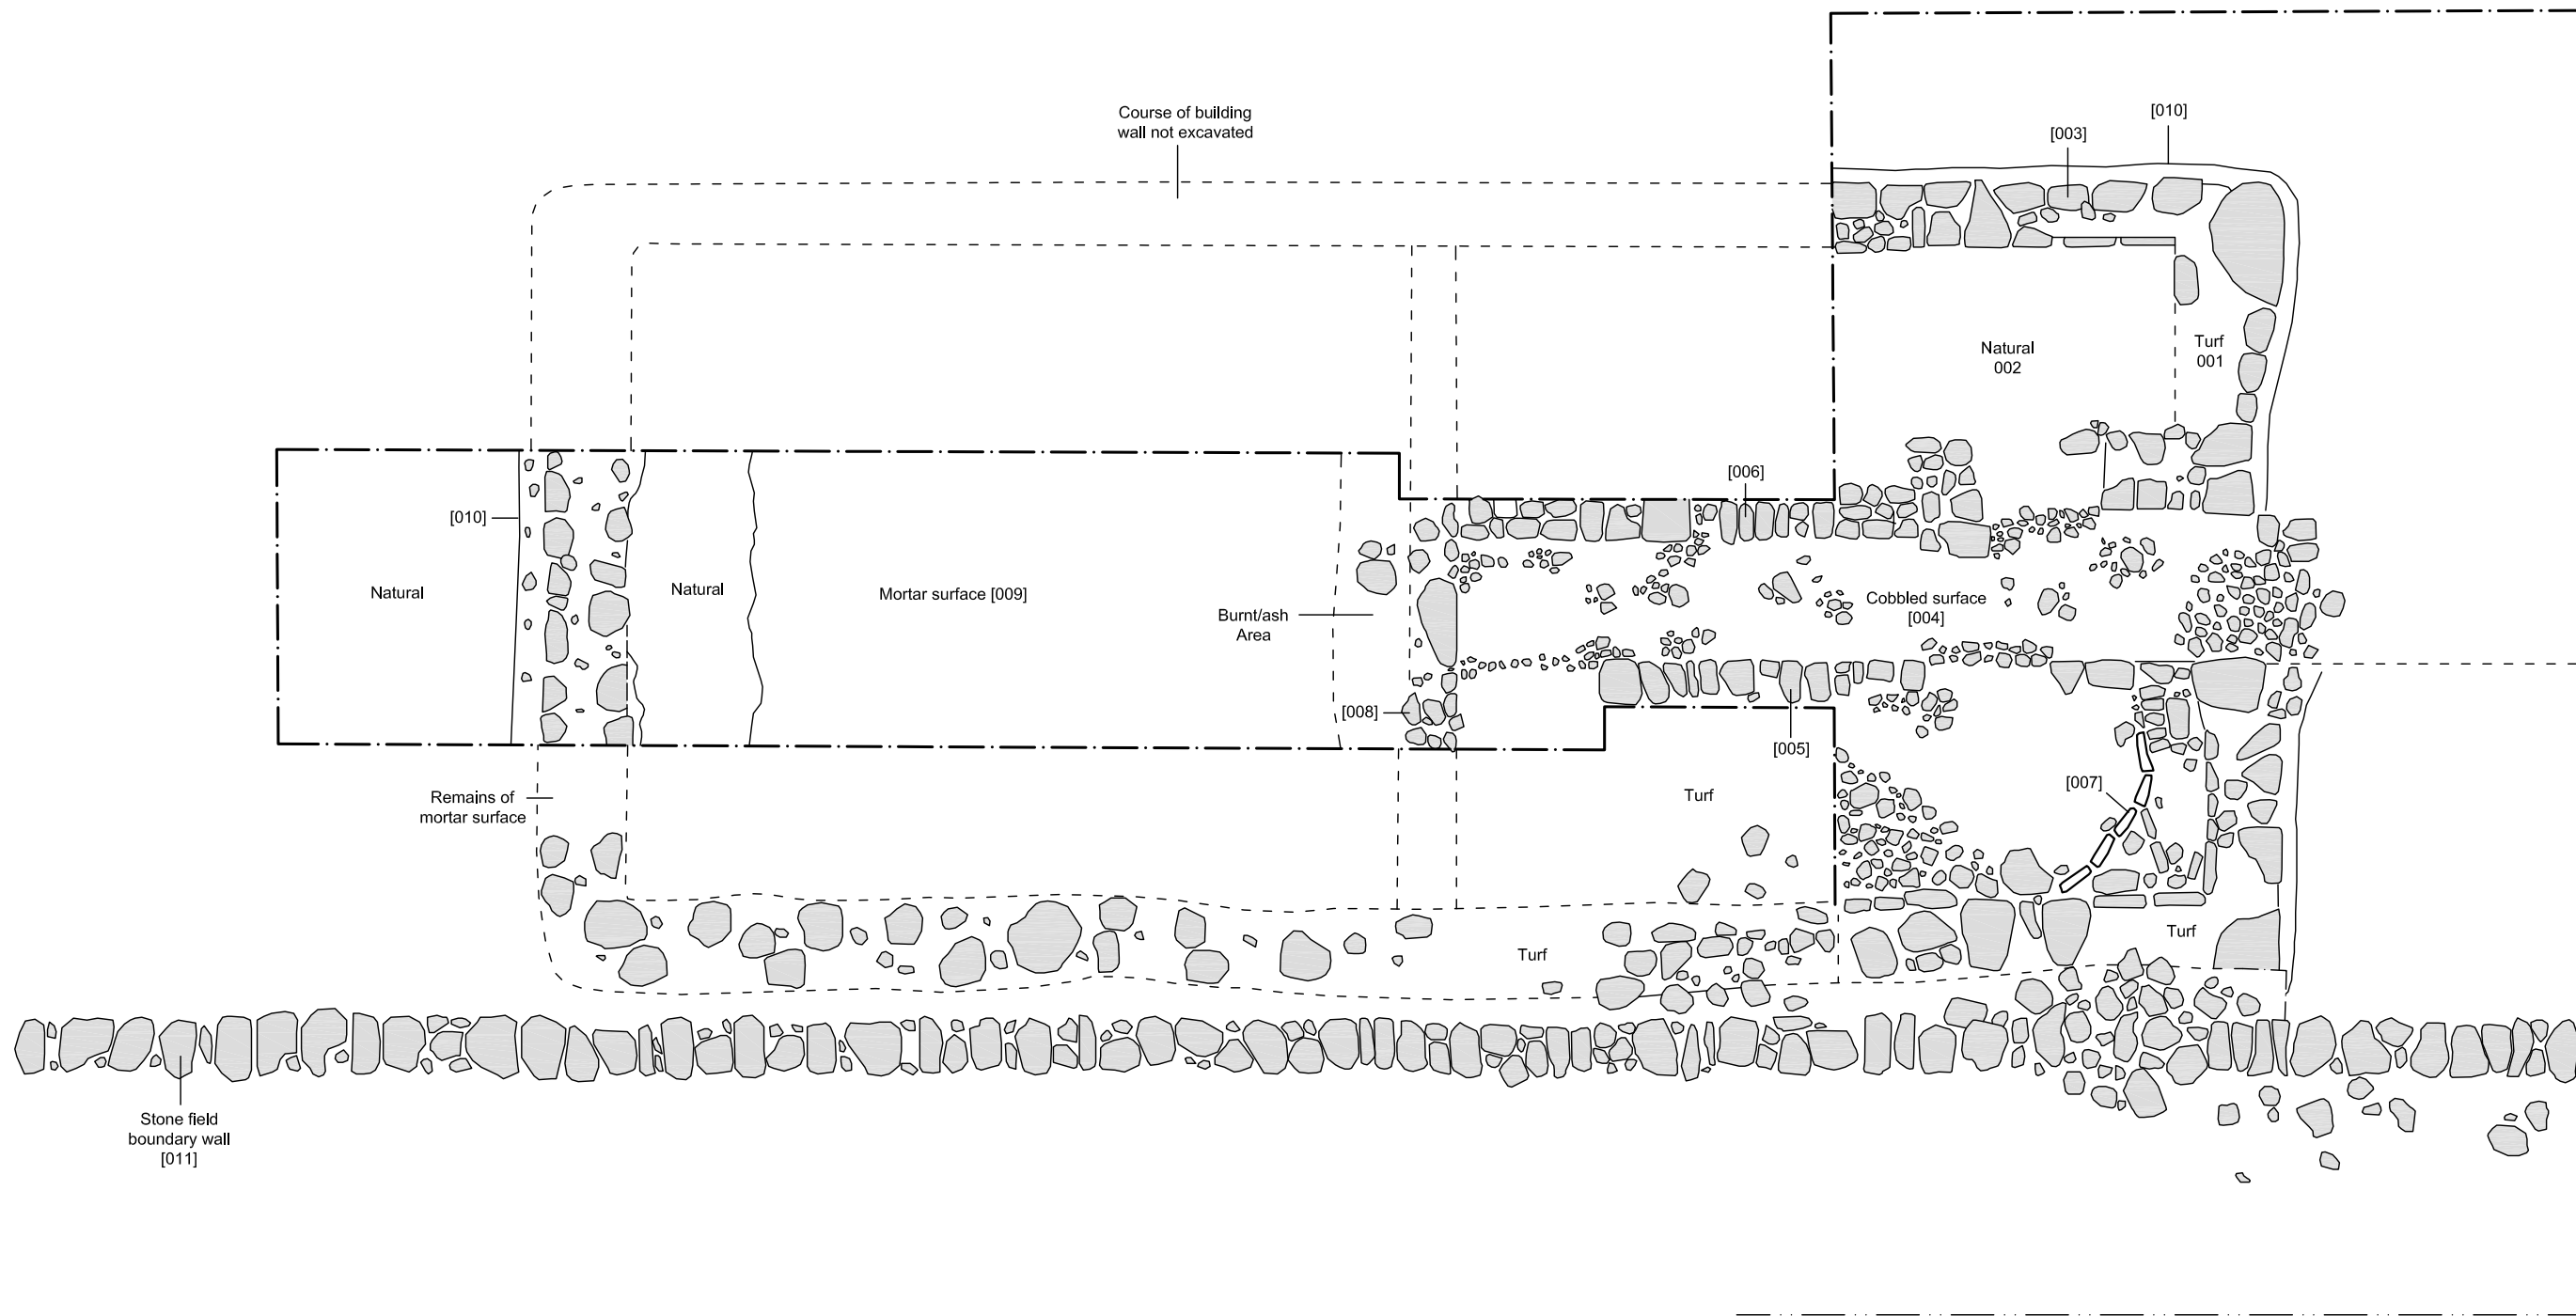 Course of building
wall not excavated
[010]
[003]
Natural
002
Turf
001
[006]
[010]
Natural
Natural
Mortar surface [009]
Burnt/ash
Area
Cobbled surface
[004]
[008]
[005]
[007]
Remains of
mortar surface
Turf
Turf
Turf
Stone field
boundary wall
[011]